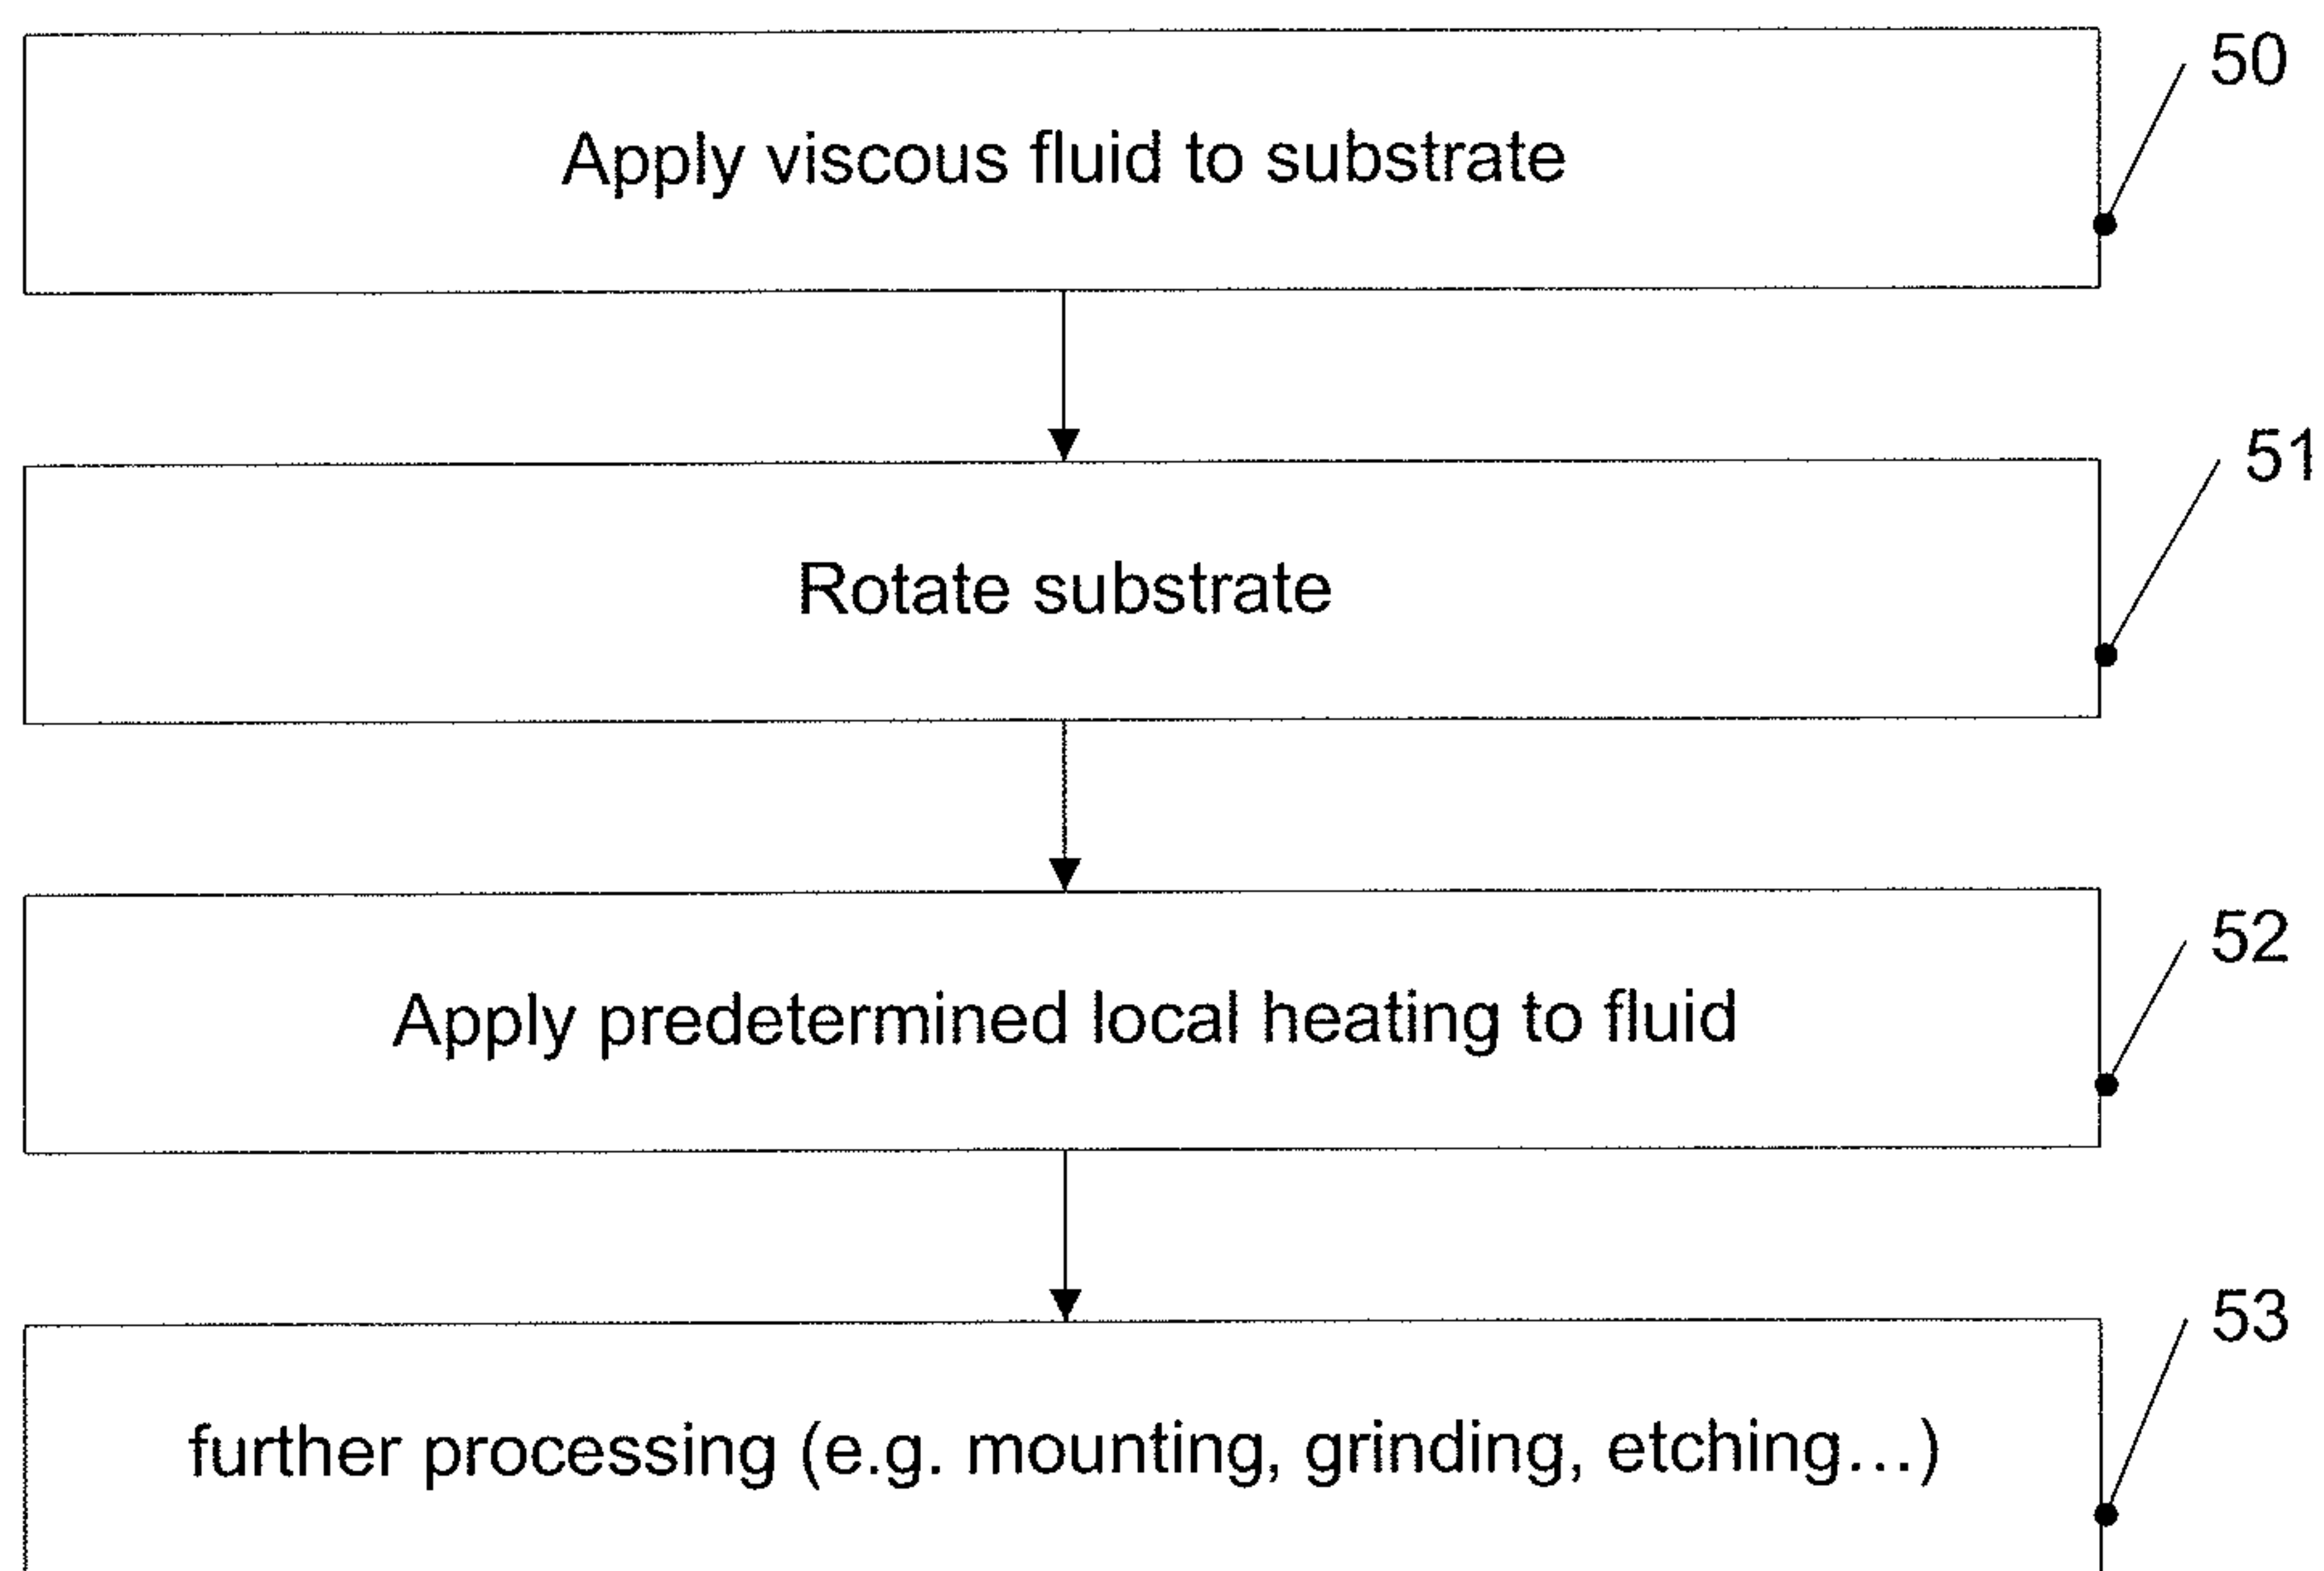 50
Apply viscous fluid to substrate
51
Rotate substrate
52
Apply predetermined local heating to fluid
53
further processing (e.g. mounting, grinding, etching...)